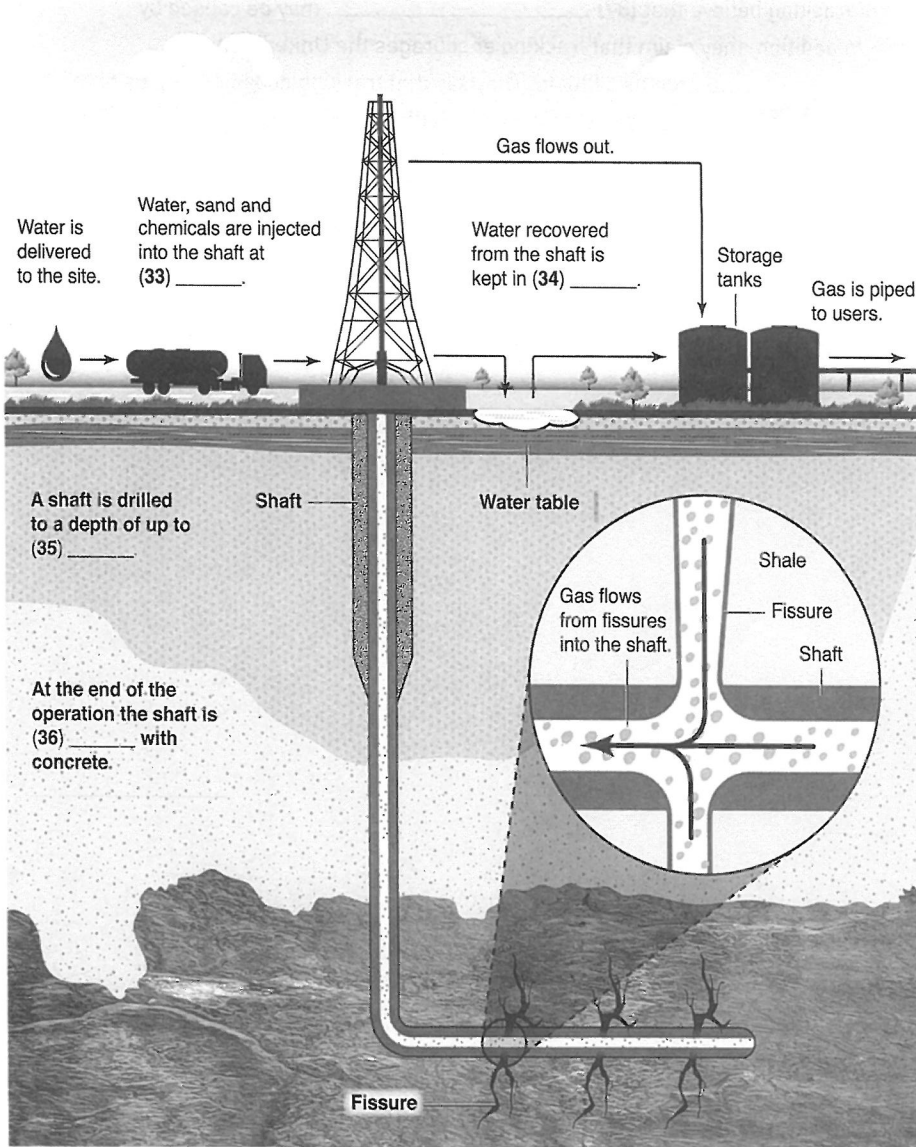 Gas flows out.
Water is
delivered
to the site.
Water, sand and
chemicals are injected
into the shaft at
(33) ______.
Water recovered
from the shaft is
kept in (34) ______.
Storage
tanks
Gas is piped
to users.
A shaft is drilled
to a depth of up to
(35) ______
Shaft
Water table
Shale
Gas flows
from fissures
into the shaft.
Fissure
Shaft
At the end of the
operation the shaft is
(36) ______ with
concrete.
Fissure